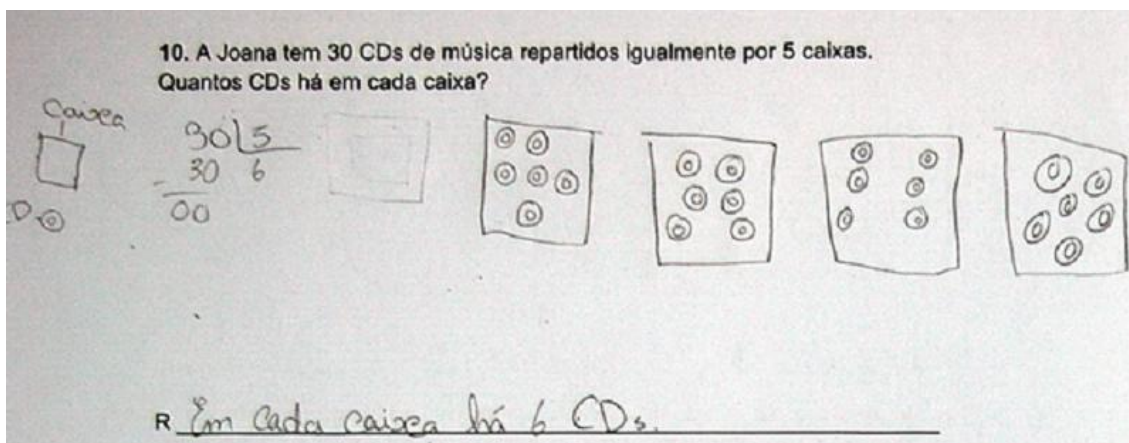 10. A Joana tem 30 CDs de música repartidos igualmente por 5 caixas.
Quantos CDs há em cada caixa?
Caixa
30 5
- 30 6
00
CD
R Em cada caixa há 6 CDs.